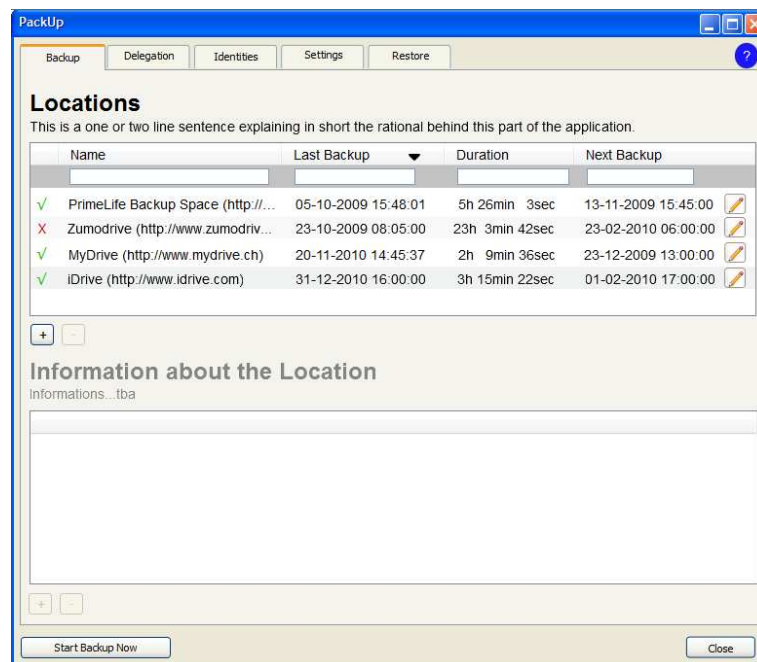 PackUp
Backup Delegation Identities Settings Restore ?
Locations
This is a one or two line sentence explaining in short the rational behind this part of the application.
Name Last Backup Duration Next Backup
√ PrimeLife Backup Space (http://... 05-10-2009 15:48:01 5h 26min 3sec 13-11-2009 15:45:00
X Zumodrive (http://www.zumodriv... 23-10-2009 08:05:00 23h 3min 42sec 23-02-2010 06:00:00
√ MyDrive (http://www.mydrive.ch) 20-11-2010 14:45:37 2h 9min 36sec 23-12-2009 13:00:00
√ iDrive (http://www.idrive.com) 31-12-2010 16:00:00 3h 15min 22sec 01-02-2010 17:00:00
+ -
Information about the Location
Informations...tba
+ -
Start Backup Now Close